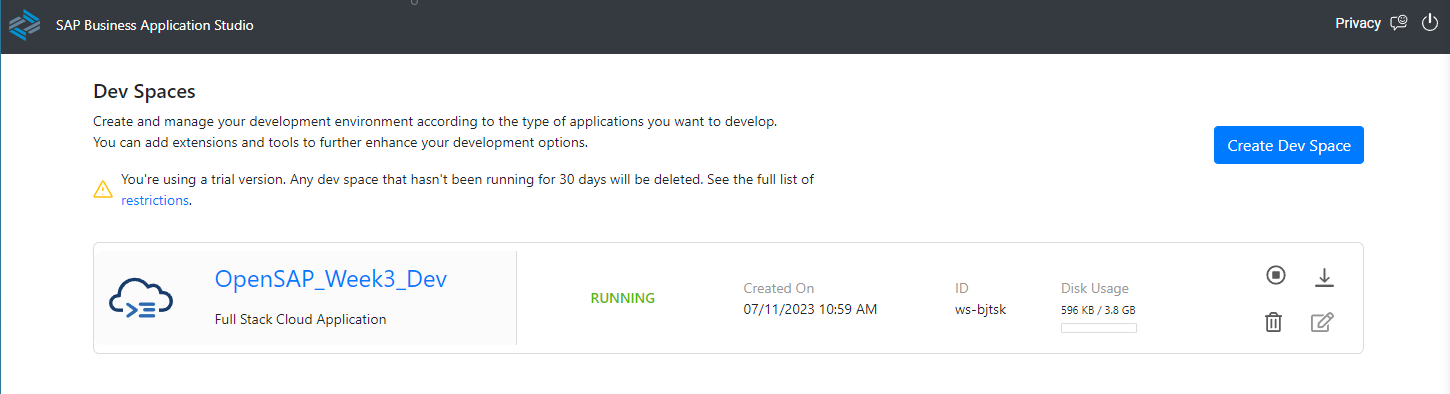 SAP Business Application Studio
Privacy
Dev Spaces
Create and manage your development environment according to the type of applications you want to develop.
You can add extensions and tools to further enhance your development options.
Create Dev Space
You're using a trial version. Any dev space that hasn't been running for 30 days will be deleted. See the full list of
restrictions.
OpenSAP_Week3_Dev
Full Stack Cloud Application
RUNNING
Created On
07/11/2023 10:59 AM
ID
ws-bjtsk
Disk Usage
596 KB / 3.8 GB